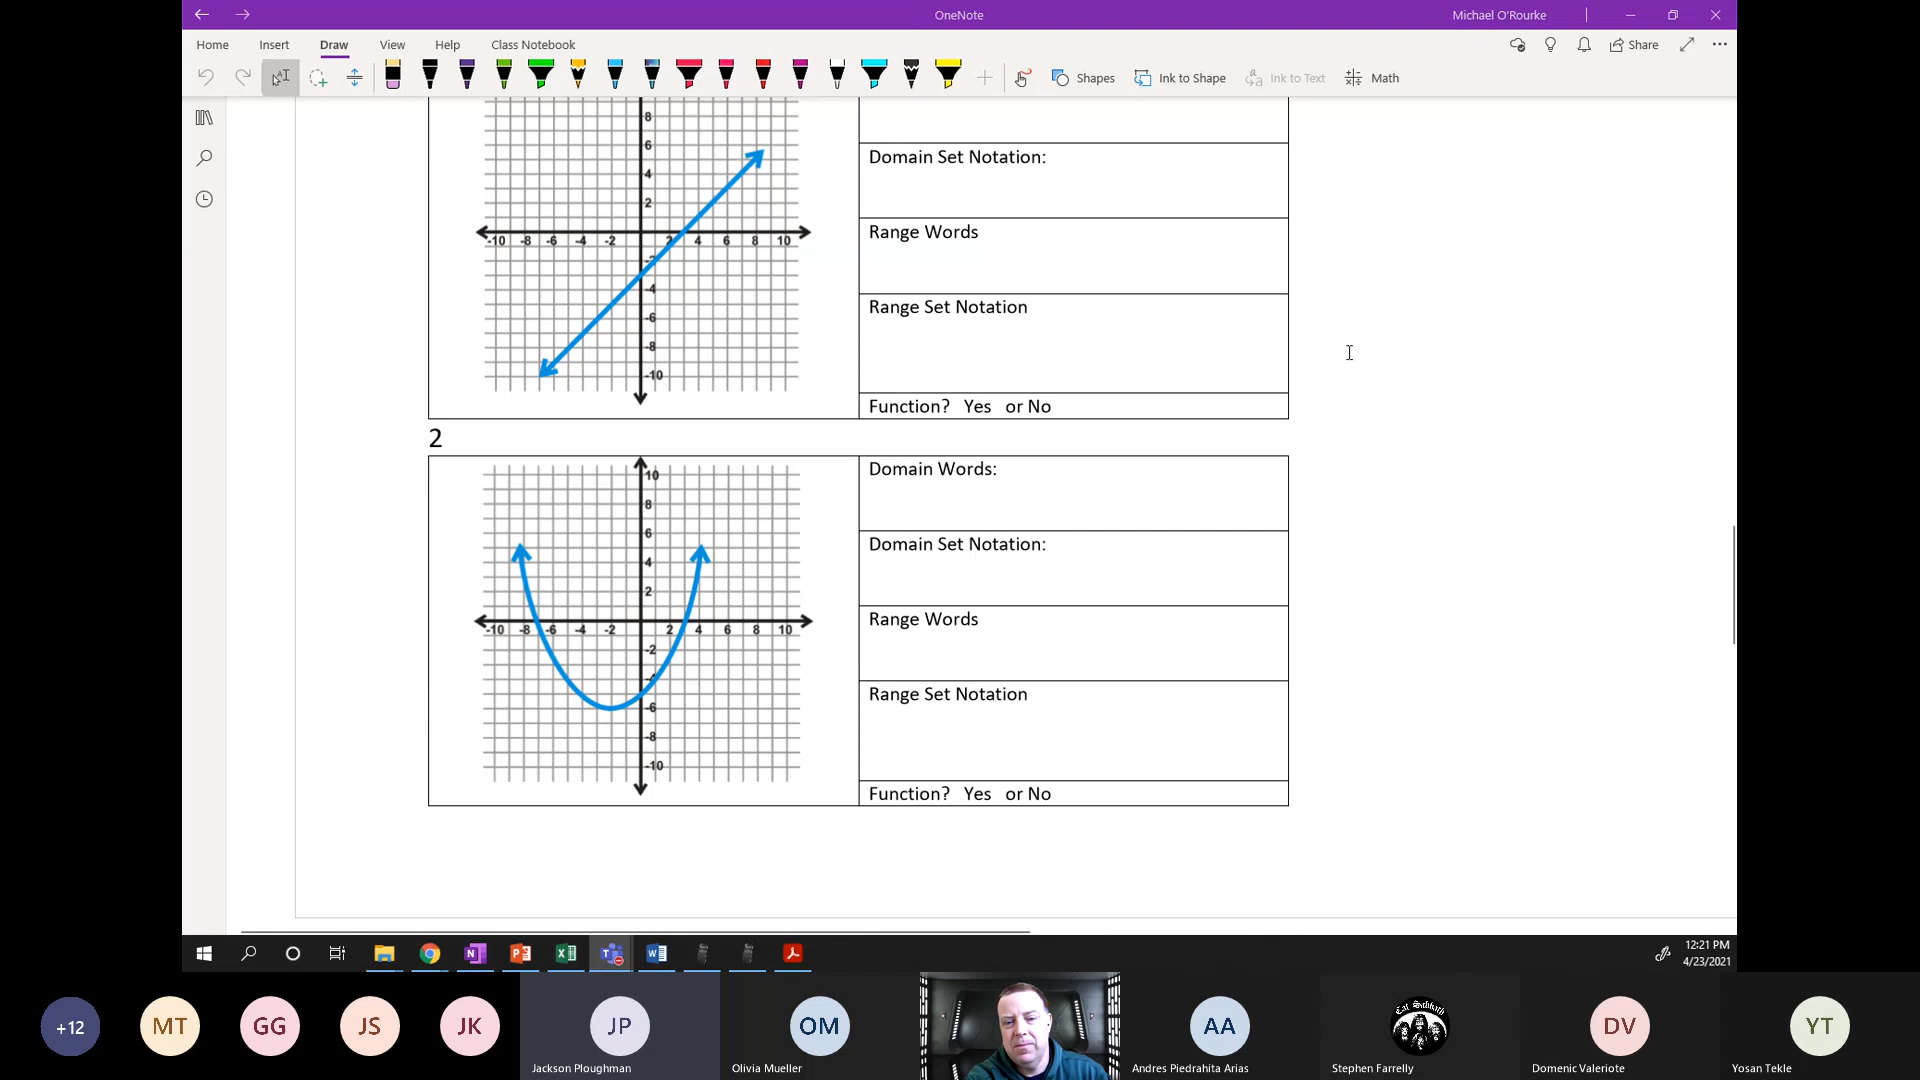 OneNote
Michael O'Rourke
Home Insert Draw View Help Class Notebook
Share
Shapes Ink to Shape Ink to Text Math
8
6
4
2
-10 -8 -6 -4 -2 2 4 6 8 10
-2
-4
-6
-8
-10
Domain Set Notation:
Range Words
Range Set Notation
Function? Yes or No
2
10
8
6
4
2
-10 -8 -6 -4 -2 2 4 6 8 10
-2
-4
-6
-8
-10
Domain Words:
Domain Set Notation:
Range Words
Range Set Notation
Function? Yes or No
12:21 PM
4/23/2021
+12 MT GG JS JK JP OM AA DV YT
Jackson Ploughman Olivia Mueller Andres Piedrahita Arias Stephen Farrelly Domenic Valeriote Yosan Tekle